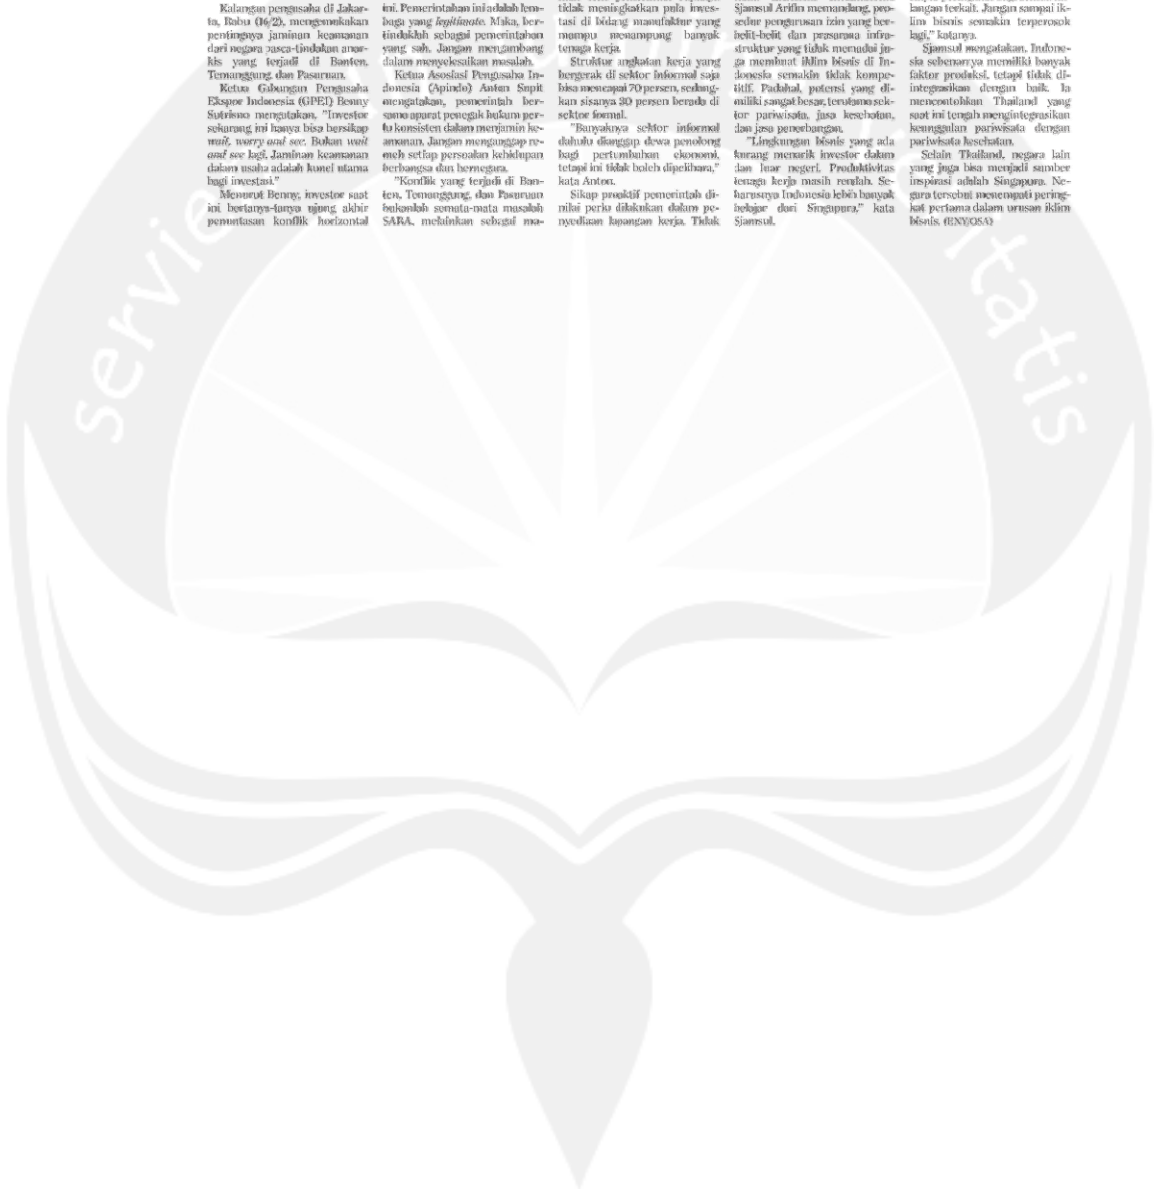 Kalangan pengusaha di Jakar-
ta, Rabu (16/2), mengemukakan
pentingnya jaminan keamanan
dari negara pasca-tindakan anar-
kis yang terjadi di Banten,
Temanggung, dan Pasuruan.
Ketua Gabungan Pengusaha
Ekspor Indonesia (GPEI) Benny
Sutrisno mengatakan, "Investor
sekarang ini hanya bisa bersikap
wait, worry and see. Bukan wait
and see lagi. Jaminan keamanan
dalam usaha adalah kunci utama
bagi investasi."
Menurut Benny, investor saat
ini bertanya-tanya ujung akhir
penuntasan konflik horizontal
ini. Pemerintahan ini adalah lem-
baga yang legitimate. Maka, ber-
tindaklah sebagai pemerintahan
yang sah. Jangan mengambang
dalam menyelesaikan masalah.
Ketua Asosiasi Pengusaha In-
donesia (Apindo) Anton Supit
mengatakan, pemerintah ber-
sama aparat penegak hukum per-
lu konsisten dalam menjamin ke-
amanan. Jangan menganggap re-
meh setiap persoalan kehidupan
berbangsa dan bernegara.
"Konflik yang terjadi di Ban-
ten, Temanggung, dan Pasuruan
bukanlah semata-mata masalah
SARA, melainkan sebagai ma-
tidak meningkatkan pula inves-
tasi di bidang manufaktur yang
mampu menampung banyak
tenaga kerja.
Struktur angkatan kerja yang
bergerak di sektor informal saja
bisa mencapai 70 persen, sedang-
kan sisanya 30 persen berada di
sektor formal.
"Banyaknya sektor informal
dahulu dianggap dewa penolong
bagi pertumbuhan ekonomi,
tetapi ini tidak boleh dipelihara,"
kata Anton.
Sikap proaktif pemerintah di-
nilai perlu dilakukan dalam pe-
nyediaan lapangan kerja. Tidak
Sjamsul Arifin memandang, pro-
sedur pengurusan izin yang ber-
belit-belit dan prasarana infra-
struktur yang tidak memadai ju-
ga membuat iklim bisnis di In-
donesia semakin tidak kompe-
titif. Padahal, potensi yang di-
miliki sangat besar, terutama sek-
tor pariwisata, jasa kesehatan,
dan jasa penerbangan.
"Lingkungan bisnis yang ada
kurang menarik investor dalam
dan luar negeri. Produktivitas
tenaga kerja masih rendah. Se-
harusnya Indonesia lebih banyak
belajar dari Singapura," kata
Sjamsul.
langan terkait. Jangan sampai ik-
lim bisnis semakin terperosok
lagi," katanya.
Sjamsul mengatakan, Indone-
sia sebenarnya memiliki banyak
faktor produksi, tetapi tidak di-
integrasikan dengan baik. Ia
mencontohkan Thailand yang
saat ini tengah mengintegrasikan
keunggulan pariwisata dengan
pariwisata kesehatan.
Selain Thailand, negara lain
yang juga bisa menjadi sumber
inspirasi adalah Singapura. Ne-
gara tersebut menempati pering-
kat pertama dalam urusan iklim
bisnis. (ENY/OSA)